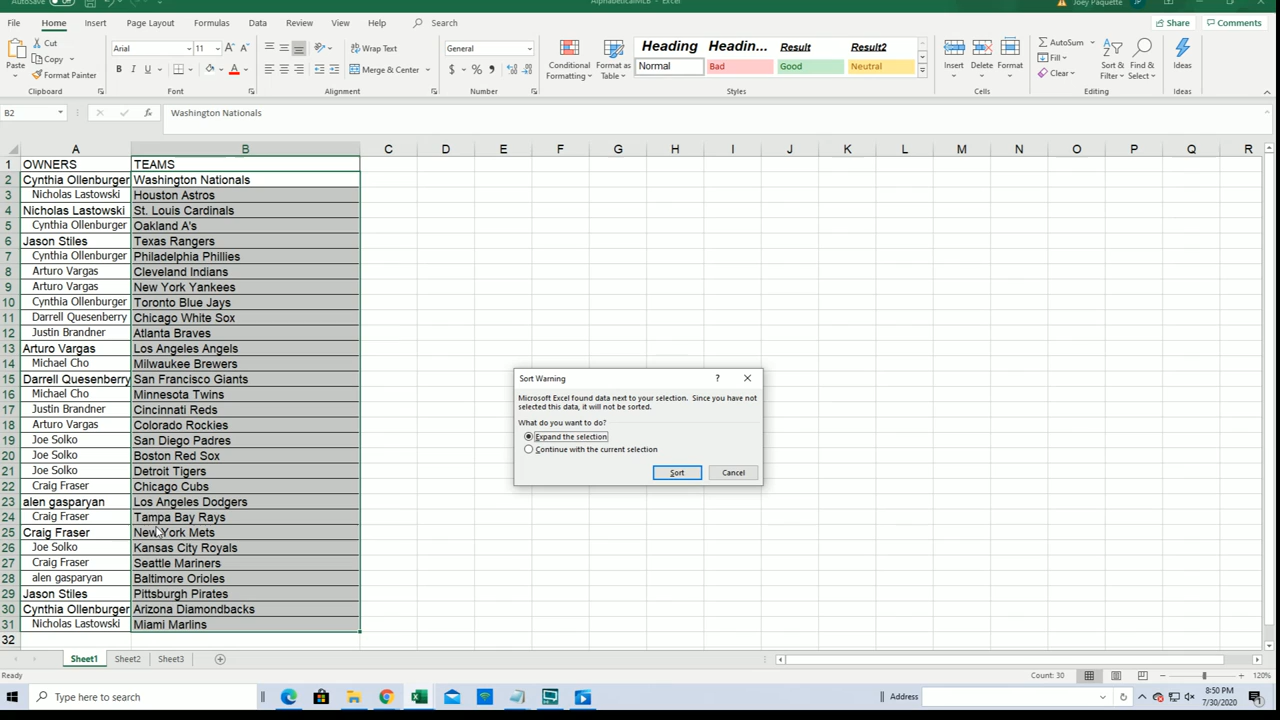 AutoSave Off AlphabeticalMLB - Excel Joey Paquette JP
File Home Insert Page Layout Formulas Data Review View Help Search Share Comments
Paste Cut Copy Format Painter Clipboard
Arial 11 A A B I U A Font
Wrap Text Merge & Center Alignment
General $ % , Number
Conditional Formatting Format as Table
Heading Headin... Result Result2
Normal Bad Good Neutral
Styles
Insert Delete Format Cells
AutoSum Fill Clear Sort & Filter Find & Select Editing
Ideas Ideas
B2 fx Washington Nationals
A B C D E F G H I J K L M N O P Q R
1 OWNERS TEAMS
2 Cynthia Ollenburger Washington Nationals
3 Nicholas Lastowski Houston Astros
4 Nicholas Lastowski St. Louis Cardinals
5 Cynthia Ollenburger Oakland A's
6 Jason Stiles Texas Rangers
7 Cynthia Ollenburger Philadelphia Phillies
8 Arturo Vargas Cleveland Indians
9 Arturo Vargas New York Yankees
10 Cynthia Ollenburger Toronto Blue Jays
11 Darrell Quesenberry Chicago White Sox
12 Justin Brandner Atlanta Braves
13 Arturo Vargas Los Angeles Angels
14 Michael Cho Milwaukee Brewers
15 Darrell Quesenberry San Francisco Giants
16 Michael Cho Minnesota Twins
17 Justin Brandner Cincinnati Reds
18 Arturo Vargas Colorado Rockies
19 Joe Solko San Diego Padres
20 Joe Solko Boston Red Sox
21 Joe Solko Detroit Tigers
22 Craig Fraser Chicago Cubs
23 alen gasparyan Los Angeles Dodgers
24 Craig Fraser Tampa Bay Rays
25 Craig Fraser New York Mets
26 Joe Solko Kansas City Royals
27 Craig Fraser Seattle Mariners
28 alen gasparyan Baltimore Orioles
29 Jason Stiles Pittsburgh Pirates
30 Cynthia Ollenburger Arizona Diamondbacks
31 Nicholas Lastowski Miami Marlins
32
Sort Warning ?
Microsoft Excel found data next to your selection. Since you have not
selected this data, it will not be sorted.
What do you want to do?
Expand the selection
Continue with the current selection
Sort Cancel
Sheet1 Sheet2 Sheet3
Ready Count: 30 120%
Type here to search Address 8:50 PM
7/30/2020